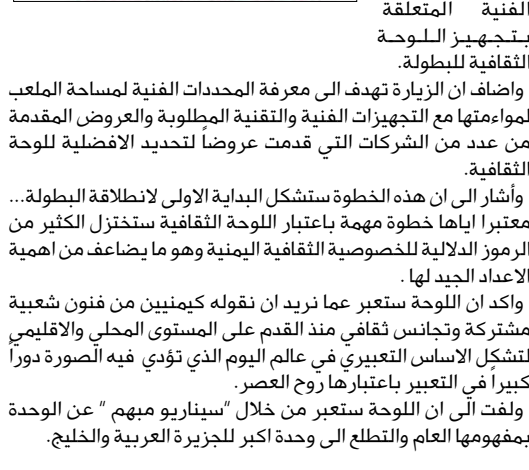 الفنية المتعلقة
بتجهيز اللوحة
الثقافية للبطولة.
واضاف ان الزيارة تهدف الى معرفة المحددات الفنية لمساحة الملعب
لمواءمتها مع التجهيزات الفنية والتقنية المطلوبة والعروض المقدمة
من عدد من الشركات التي قدمت عروضاً لتحديد الافضلية للوحة
الثقافية.
وأشار الى ان هذه الخطوة ستشكل البداية الاولى لانطلاقة البطولة...
معتبرا اياها خطوة مهمة باعتبار اللوحة الثقافية ستختزل الكثير من
الرموز الدلالية للخصوصية الثقافية اليمنية وهو ما يضاعف من اهمية
الاعداد الجيد لها .
واكد ان اللوحة ستعبر عما نريد ان نقوله كيمنيين من فنون شعبية
مشتركة وتجانس ثقافي منذ القدم على المستوى المحلي والاقليمي
لتشكل الاساس التعبيري في عالم اليوم الذي تؤدي فيه الصورة دوراً
كبيراً في التعبير باعتبارها روح العصر.
ولفت الى ان اللوحة ستعبر من خلال "سيناريو مبهم " عن الوحدة
بمفهومها العام والتطلع الى وحدة اكبر للجزيرة العربية والخليج.